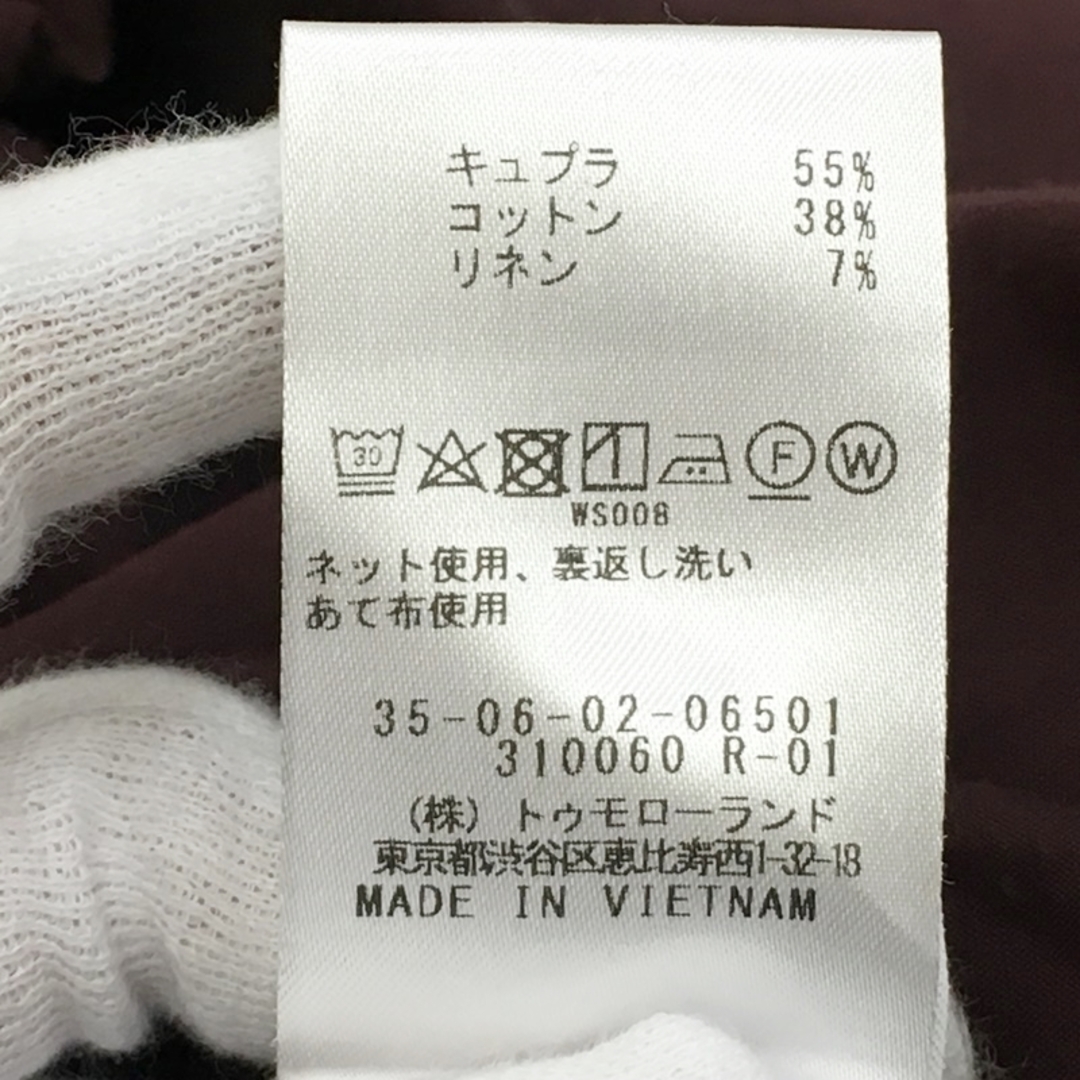 キュプラ 55%
コットン 38%
リネン 7%
30 F W
WS008
ネット使用、裏返し洗い
あて布使用
35-06-02-06501
310060 R-01
(株) トゥモローランド
東京都渋谷区恵比寿西1-32-18
MADE IN VIETNAM